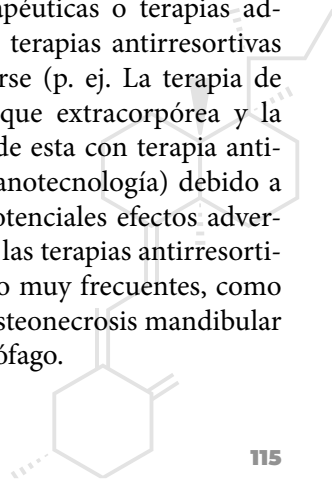 apéuticas o terapias ad-
terapias antirresortivas
rse (p. ej. La terapia de
que extracorpórea y la
de esta con terapia anti-
anotecnología) debido a
otenciales efectos adver-
las terapias antirresorti-
o muy frecuentes, como
steonecrosis mandibular
ófago.
115